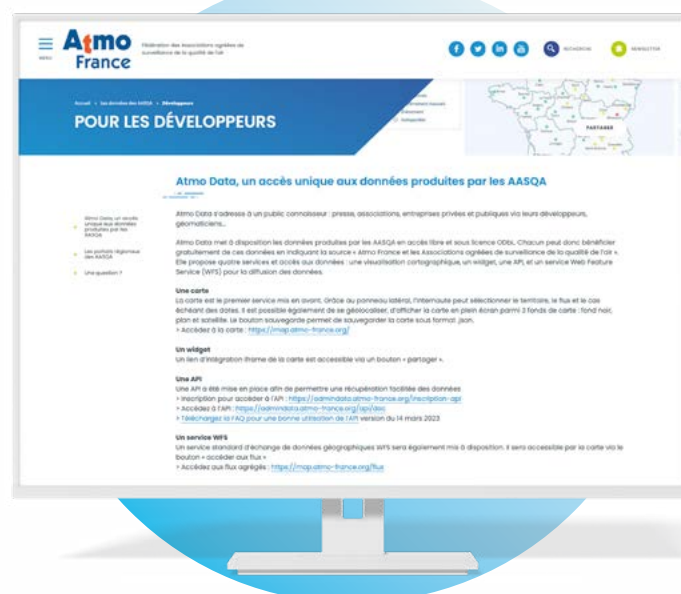 MENU
Atmo
France
Fédération des Associations agréées de
surveillance de la qualité de l'air
RECHERCHE
NEWSLETTER
Accueil > Les données des AASQA > Développeurs
POUR LES DÉVELOPPEURS
PARTAGER
Atmo Data, un accès unique aux données produites par les AASQA
Atmo Data, un accès
unique aux données
produites par les
AASQA
Les portails régionaux
des AASQA
Une question ?
Atmo Data s'adresse à un public connaisseur : presse, associations, entreprises privées et publiques via leurs développeurs,
géomaticiens...
Atmo Data met à disposition les données produites par les AASQA en accès libre et sous licence ODbL. Chacun peut donc bénéficier
gratuitement de ces données en indiquant la source « Atmo France et les Associations agréées de surveillance de la qualité de l'air ».
Elle propose quatre services et accès aux données : une visualisation cartographique, un widget, une API, et un service Web Feature
Service (WFS) pour la diffusion des données.
Une carte
La carte est le premier service mis en avant. Grâce au panneau latéral, l'internaute peut sélectionner le territoire, le flux et le cas
échéant des dates. Il est possible également de se géolocaliser, d'afficher la carte en plein écran parmi 3 fonds de carte : fond noir,
plan et satellite. Le bouton sauvegarde permet de sauvegarder la carte sous format .json.
> Accédez à la carte : https://map.atmo-france.org/
Un widget
Un lien d'intégration iframe de la carte est accessible via un bouton « partager ».
Une API
Une API a été mise en place afin de permettre une récupération facilitée des données
> Inscription pour accéder à l'API : https://admindata.atmo-france.org/inscription-api
> Accédez à l'API : https://admindata.atmo-france.org/api/doc
> Téléchargez la FAQ pour une bonne utilisation de l'API version du 14 mars 2023
Un service WFS
Un service standard d'échange de données géographiques WFS sera également mis à disposition. Il sera accessible par la carte via le
bouton « accéder aux flux »
> Accédez aux flux agrégés : https://map.atmo-france.org/flux